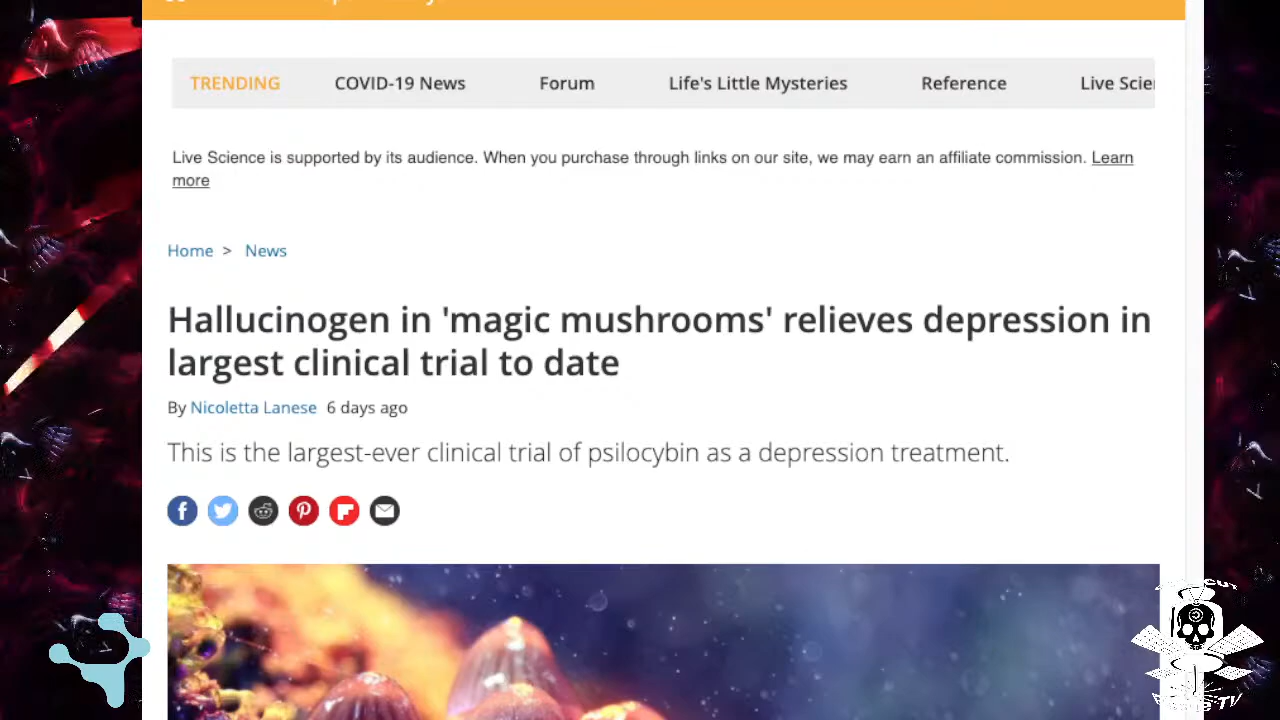 TRENDING COVID-19 News Forum Life's Little Mysteries Reference Live Scie
Live Science is supported by its audience. When you purchase through links on our site, we may earn an affiliate commission. Learn
more
Home > News
Hallucinogen in 'magic mushrooms' relieves depression in
largest clinical trial to date
By Nicoletta Lanese 6 days ago
This is the largest-ever clinical trial of psilocybin as a depression treatment.